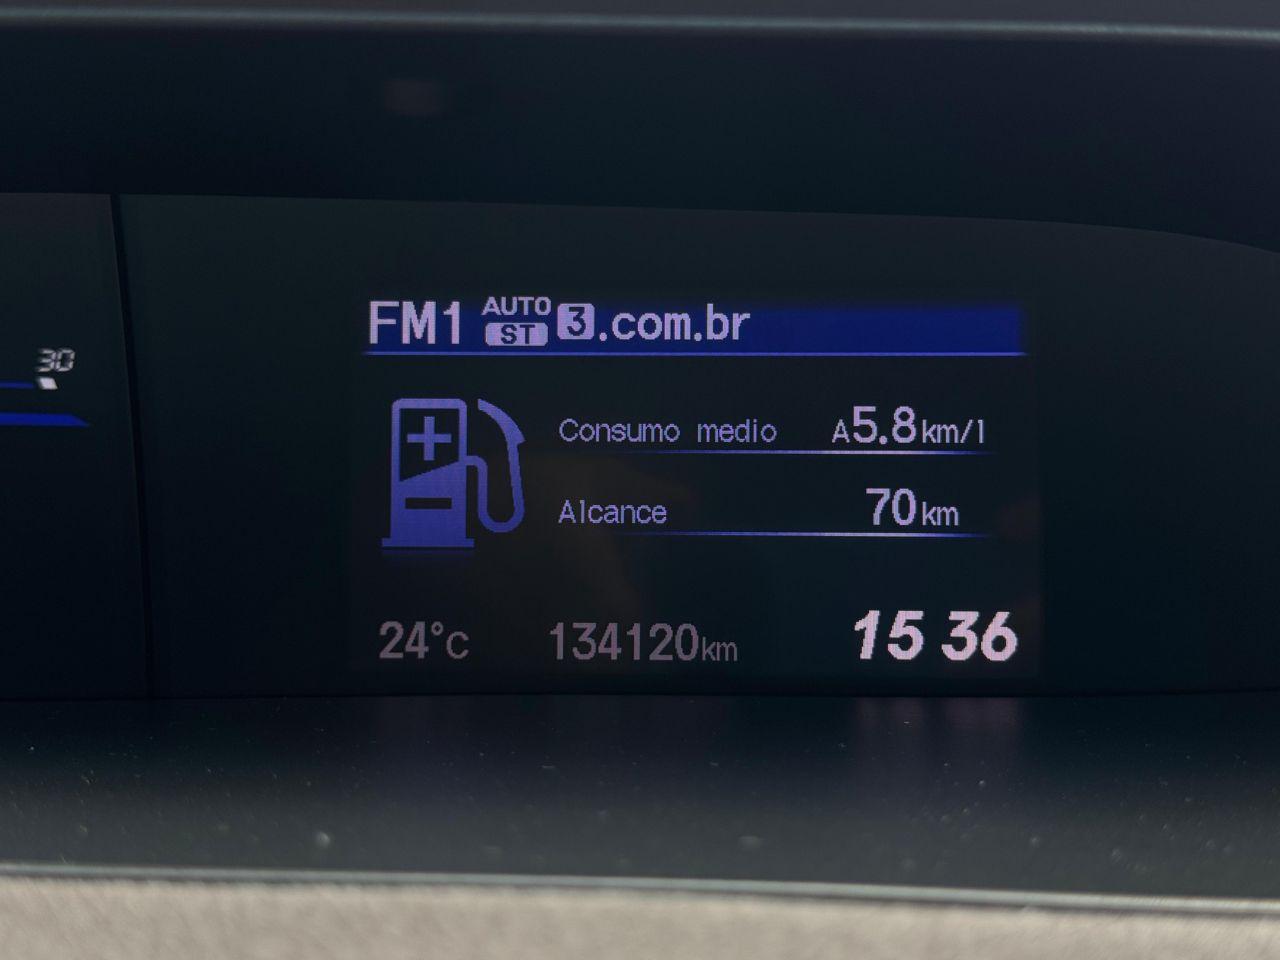 FM1 AUTO ST 3 .com.br
30
Consumo medio A5.8km/l
Alcance 70km
24°C 134120km 15 36